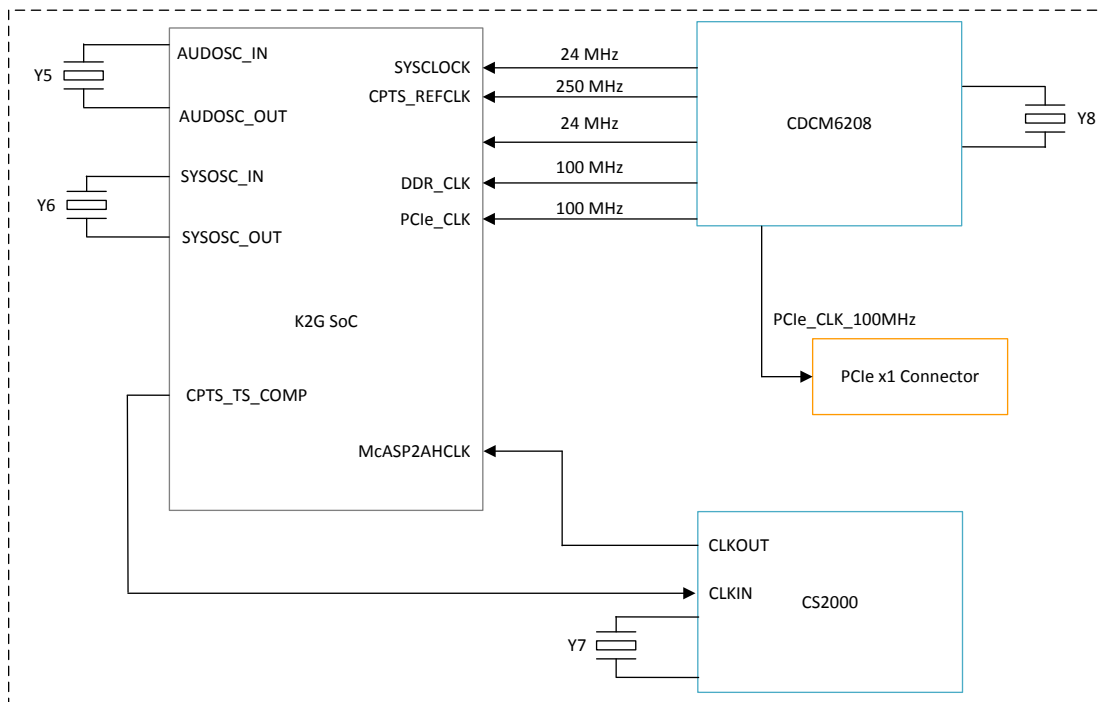 AUDOSC_IN
Y5
AUDOSC_OUT
SYSOSC_IN
Y6
SYSOSC_OUT
SYSCLOCK
24 MHz
CPTS_REFCLK
250 MHz
24 MHz
DDR_CLK
100 MHz
PCIe_CLK
100 MHz
CDCM6208
Y8
K2G SoC
PCIe_CLK_100MHz
PCIe x1 Connector
CPTS_TS_COMP
McASP2AHCLK
CLKOUT
CLKIN
CS2000
Y7